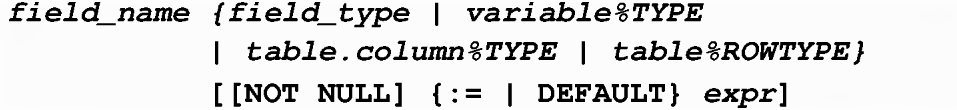 field_name {field_type | variable%TYPE
| table.column%TYPE | table%ROWTYPE}
[[NOT NULL] {:= | DEFAULT} expr]